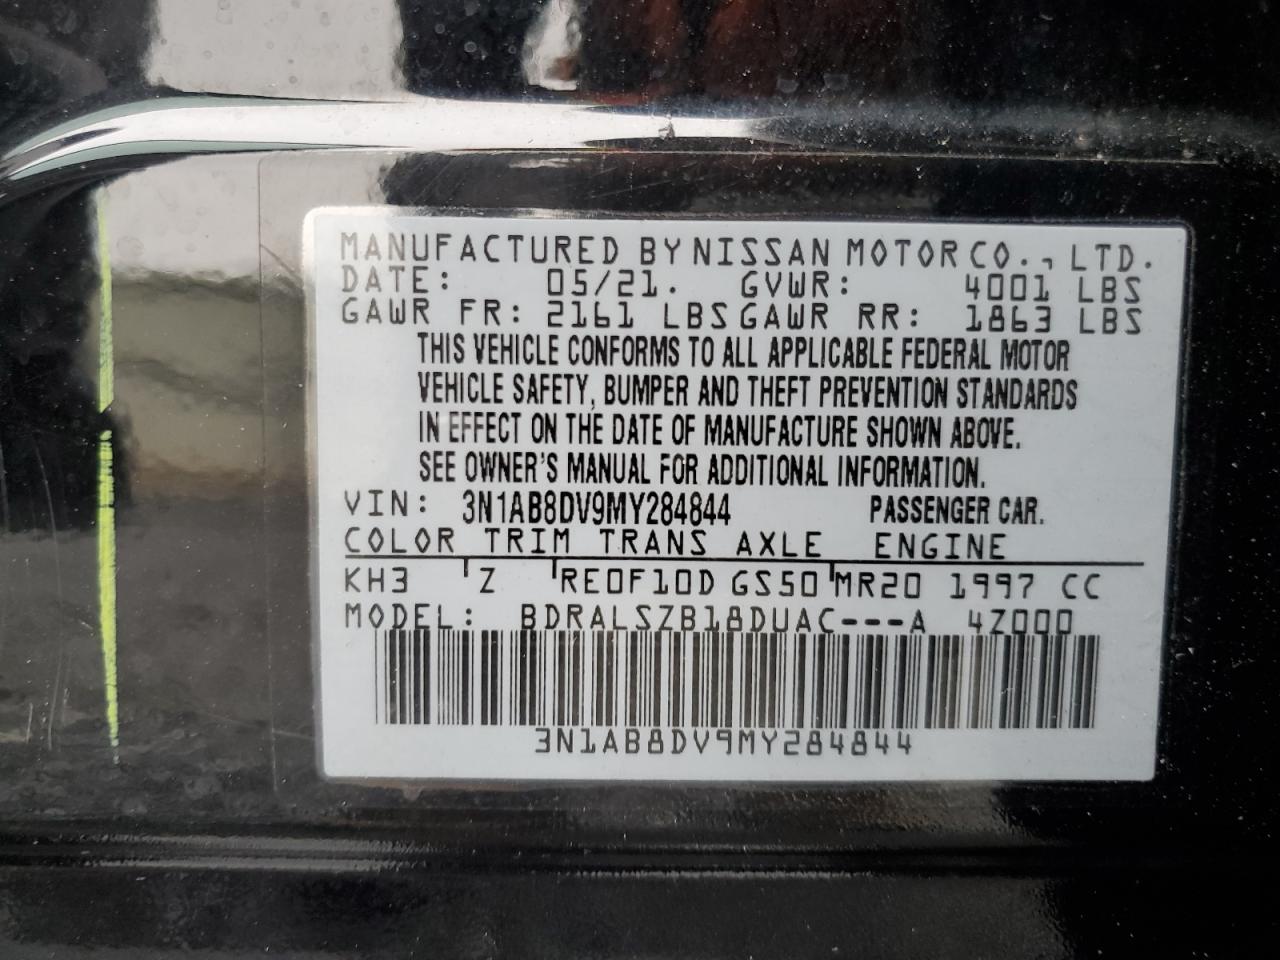 MANUFACTURED BY NISSAN MOTOR CO., LTD.
DATE: 05/21. GVWR: 4001 LBS
GAWR FR: 2161 LBS GAWR RR: 1863 LBS
THIS VEHICLE CONFORMS TO ALL APPLICABLE FEDERAL MOTOR
VEHICLE SAFETY, BUMPER AND THEFT PREVENTION STANDARDS
IN EFFECT ON THE DATE OF MANUFACTURE SHOWN ABOVE.
SEE OWNER'S MANUAL FOR ADDITIONAL INFORMATION.
VIN: 3N1AB8DV9MY284844 PASSENGER CAR.
COLOR TRIM TRANS AXLE ENGINE
KH3 Z RE0F10D GS50 MR20 1997 CC
MODEL: BDRALSZB18DUAC---A 4Z000
3N1AB8DV9MY284844